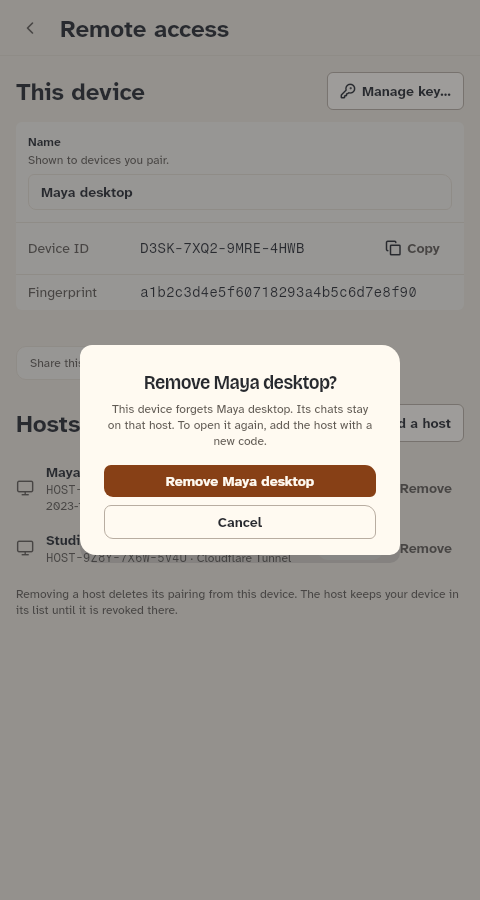 Remote access
This device
Manage key...
Name
Shown to devices you pair.
Maya desktop
Device ID
D3SK-7XQ2-9MRE-4HWB
Copy
Fingerprint
a1b2c3d4e5f60718293a4b5c6d7e8f90
Share this
Remove Maya desktop?
This device forgets Maya desktop. Its chats stay
on that host. To open it again, add the host with a
new code.
Remove Maya desktop
Cancel
Hosts
a host
Maya
HOST-
2023-
Remove
Studi
HOST-9Z8Y-7X6W-5V4U · Cloudflare Tunnel
Remove
Removing a host deletes its pairing from this device. The host keeps your device in
its list until it is revoked there.